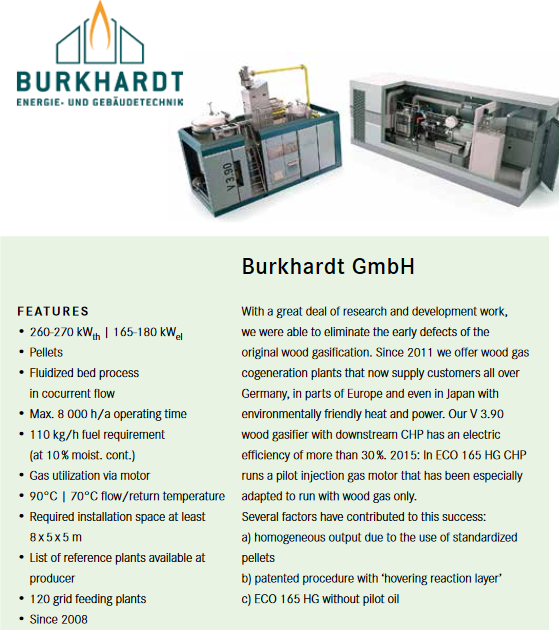 BURKHARDT
ENERGIE- UND GEBÄUDETECHNIK
V 3.90
Burkhardt GmbH
FEATURES
• 260-270 kWth | 165-180 kWel
• Pellets
• Fluidized bed process
in cocurrent flow
• Max. 8 000 h/a operating time
• 110 kg/h fuel requirement
(at 10 % moist. cont.)
• Gas utilization via motor
• 90°C | 70°C flow/return temperature
• Required installation space at least
8 x 5 x 5 m
• List of reference plants available at
producer
• 120 grid feeding plants
• Since 2008
With a great deal of research and development work,
we were able to eliminate the early defects of the
original wood gasification. Since 2011 we offer wood gas
cogeneration plants that now supply customers all over
Germany, in parts of Europe and even in Japan with
environmentally friendly heat and power. Our V 3.90
wood gasifier with downstream CHP has an electric
efficiency of more than 30 %. 2015: In ECO 165 HG CHP
runs a pilot injection gas motor that has been especially
adapted to run with wood gas only.
Several factors have contributed to this success:
a) homogeneous output due to the use of standardized
pellets
b) patented procedure with ‘hovering reaction layer’
c) ECO 165 HG without pilot oil